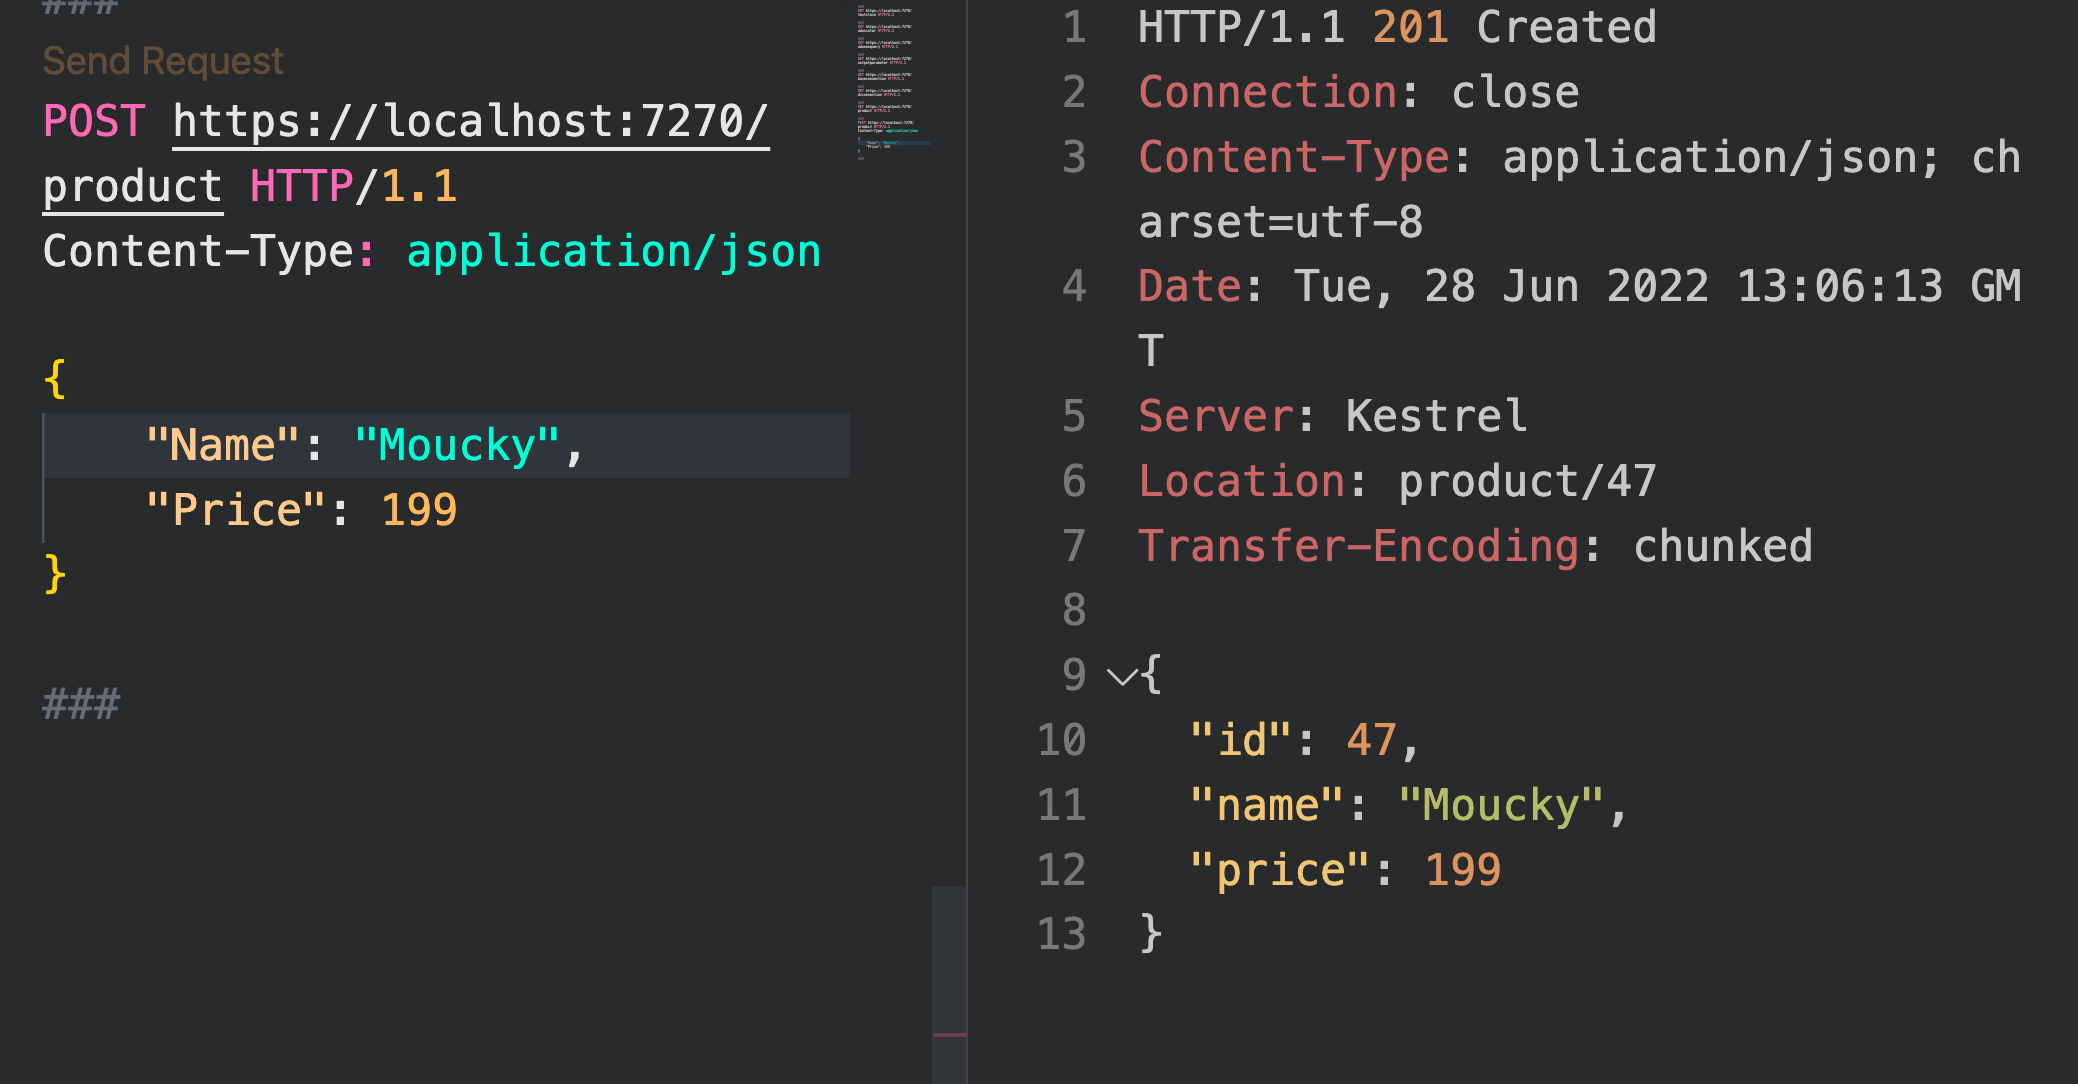 ###
Send Request
POST https://localhost:7270/
product HTTP/1.1
Content-Type: application/json
{
"Name": "Moucky",
"Price": 199
}
###
1 HTTP/1.1 201 Created
2 Connection: close
3 Content-Type: application/json; ch
arset=utf-8
4 Date: Tue, 28 Jun 2022 13:06:13 GM
T
5 Server: Kestrel
6 Location: product/47
7 Transfer-Encoding: chunked
8
9 {
10 "id": 47,
11 "name": "Moucky",
12 "price": 199
13 }